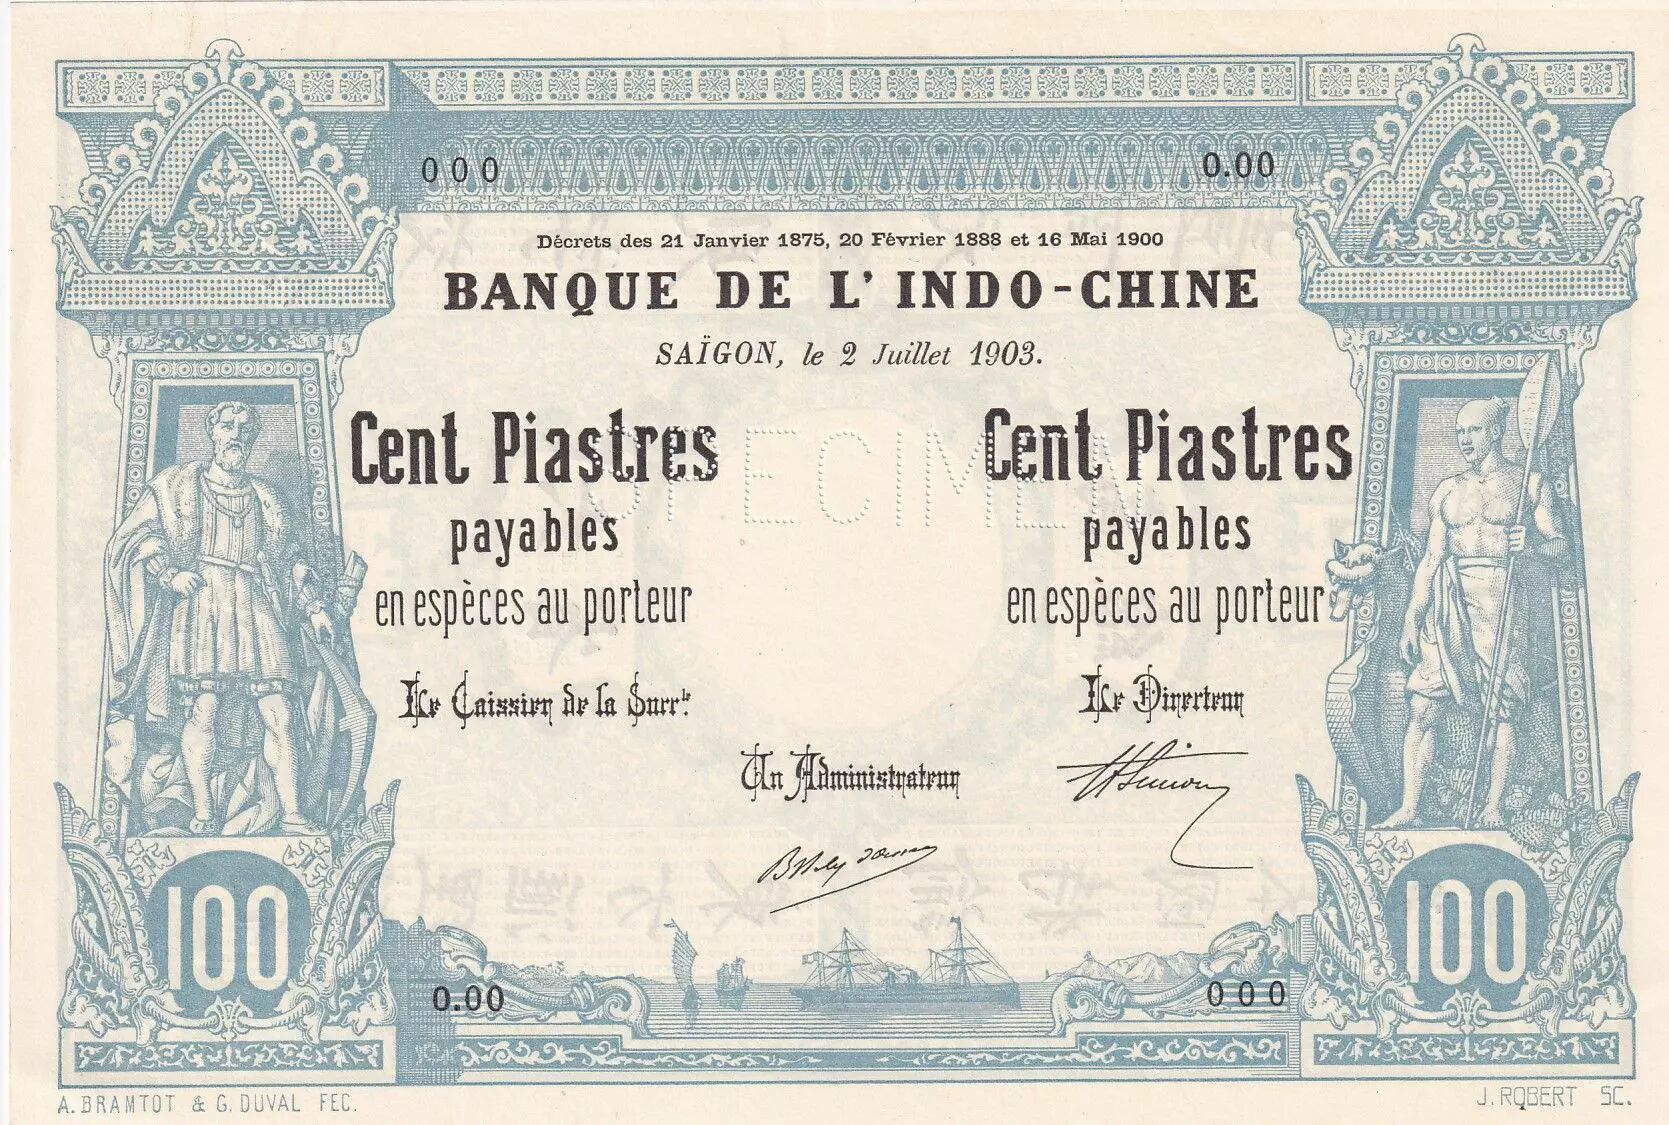 000 0.00
Décrets des 21 Janvier 1875, 20 Février 1888 et 16 Mai 1900
BANQUE DE L'INDO-CHINE
SAÏGON, le 2 Juillet 1903.
Cent Piastres
payables
en espèces au porteur
Cent Piastres
payables
en espèces au porteur
SPECIMEN
Le Caissier de la Succle
Le Directeur
Un Administrateur
100 100
0.00 000
A. BRAMTOT & G. DUVAL FEC. J. ROBERT SC.